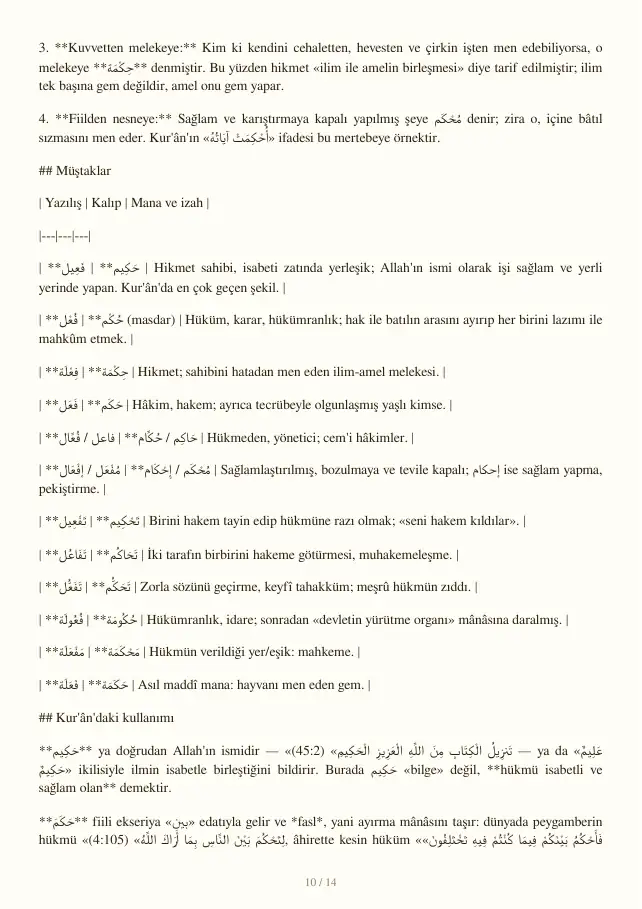 3. **Kuvvetten melekeye:** Kim ki kendini cehaletten, hevesten ve çirkin işten men edebiliyorsa, o
melekeye **حِكْمَة** denmiştir. Bu yüzden hikmet «ilim ile amelin birleşmesi» diye tarif edilmiştir; ilim
tek başına gem değildir, amel onu gem yapar.
4. **Fiilden nesneye:** Sağlam ve karıştırmaya kapalı yapılmış şeye مُحْكَم denir; zira o, içine bâtıl
sızmasını men eder. Kur'ân'ın «أُحْكِمَتْ آيَاتُهُ» ifadesi bu mertebeye örnektir.
## Müştaklar
| Yazılış | Kalıp | Mana ve izah |
|---|---|---|
| **حَكِيم** | فَعِيل | Hikmet sahibi, isabeti zatında yerleşik; Allah'ın ismi olarak işi sağlam ve yerli
yerinde yapan. Kur'ân'da en çok geçen şekil. |
| **حُكْم** | فُعْل (masdar) | Hüküm, karar, hükümranlık; hak ile batılın arasını ayırıp her birini lazımı ile
mahkûm etmek. |
| **حِكْمَة** | فِعْلَة | Hikmet; sahibini hatadan men eden ilim-amel melekesi. |
| **حَكَم** | فَعَل | Hâkim, hakem; ayrıca tecrübeyle olgunlaşmış yaşlı kimse. |
| **حَاكِم / حُكَّام** | فاعل / فُعَّال | Hükmeden, yönetici; cem'i hâkimler. |
| **مُحْكَم / إِحْكَام** | مُفْعَل / إِفْعَال | Sağlamlaştırılmış, bozulmaya ve tevile kapalı; إحكام ise sağlam yapma,
pekiştirme. |
| **تَحْكِيم** | تَفْعِيل | Birini hakem tayin edip hükmüne razı olmak; «seni hakem kıldılar». |
| **تَحَاكُم** | تَفَاعُل | İki tarafın birbirini hakeme götürmesi, muhakemeleşme. |
| **تَحَكُّم** | تَفَعُّل | Zorla sözünü geçirme, keyfî tahakküm; meşrû hükmün zıddı. |
| **حُكُومَة** | فُعُولَة | Hükümranlık, idare; sonradan «devletin yürütme organı» mânâsına daralmış. |
| **مَحْكَمَة** | مَفْعَلَة | Hükmün verildiği yer/eşik: mahkeme. |
| **حَكَمَة** | فَعَلَة | Asıl maddî mana: hayvanı men eden gem. |
## Kur'ân'daki kullanımı
**حَكِيم** ya doğrudan Allah'ın ismidir — «تَنزِيلُ الْكِتَابِ مِنَ اللَّهِ الْعَزِيزِ الْحَكِيمِ» (45:2) — ya da «عَلِيمٌ
حَكِيمٌ» ikilisiyle ilmin isabetle birleştiğini bildirir. Burada حَكِيم «bilge» değil, **hükmü isabetli ve
sağlam olan** demektir.
**حَكَمَ** fiili ekseriya «بين» edatıyla gelir ve *fasl*, yani ayırma mânâsını taşır: dünyada peygamberin
hükmü «لِتَحْكُمَ بَيْنَ النَّاسِ بِمَا أَرَاكَ اللَّهُ» (4:105), âhirette kesin hüküm «فَأَحْكُمُ بَيْنَكُمْ فِيمَا كُنْتُمْ فِيهِ تَخْتَلِفُونَ»
10 / 14